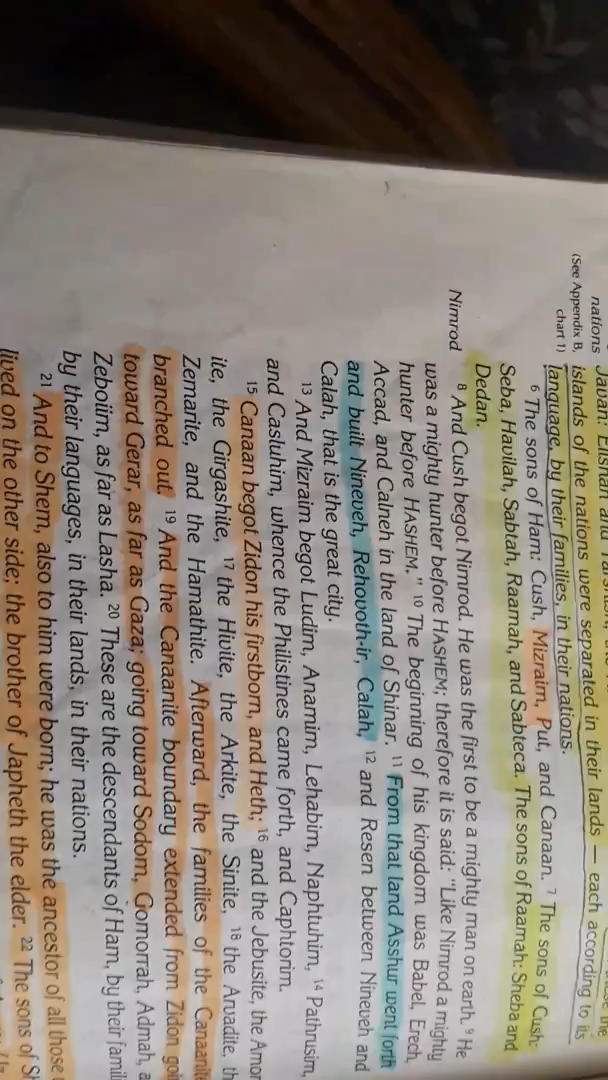 nations
(See Appendix B,
chart 1)
islands of the nations were separated in their lands — each according to its
language, by their families, in their nations.
6 The sons of Ham: Cush, Mizraim, Put, and Canaan. 7 The sons of Cush:
Seba, Havilah, Sabtah, Raamah, and Sabteca. The sons of Raamah: Sheba and
Dedan.
Nimrod
8 And Cush begot Nimrod. He was the first to be a mighty man on earth. 9 He
was a mighty hunter before HASHEM; therefore it is said: "Like Nimrod a mighty
hunter before HASHEM." 10 The beginning of his kingdom was Babel, Erech,
Accad, and Calneh in the land of Shinar. 11 From that land Asshur went forth
and built Nineveh, Rehovoth-ir, Calah, 12 and Resen between Nineveh and
Calah, that is the great city.
13 And Mizraim begot Ludim, Anamim, Lehabim, Naphtuhim, 14 Pathrusim,
and Casluhim, whence the Philistines came forth, and Caphtorim.
15 Canaan begot Zidon his firstborn, and Heth; 16 and the Jebusite, the Amor
ite, the Girgashite, 17 the Hivite, the Arkite, the Sinite, 18 the Arvadite, th
Zemarite, and the Hamathite. Afterward, the families of the Canaanit
branched out. 19 And the Canaanite boundary extended from Zidon goi
toward Gerar, as far as Gaza; going toward Sodom, Gomorrah, Admah, a
Zeboiim, as far as Lasha. 20 These are the descendants of Ham, by their famil
by their languages, in their lands, in their nations.
21 And to Shem, also to him were born; he was the ancestor of all those
lived on the other side; the brother of Japheth the elder. 22 The sons of Sh